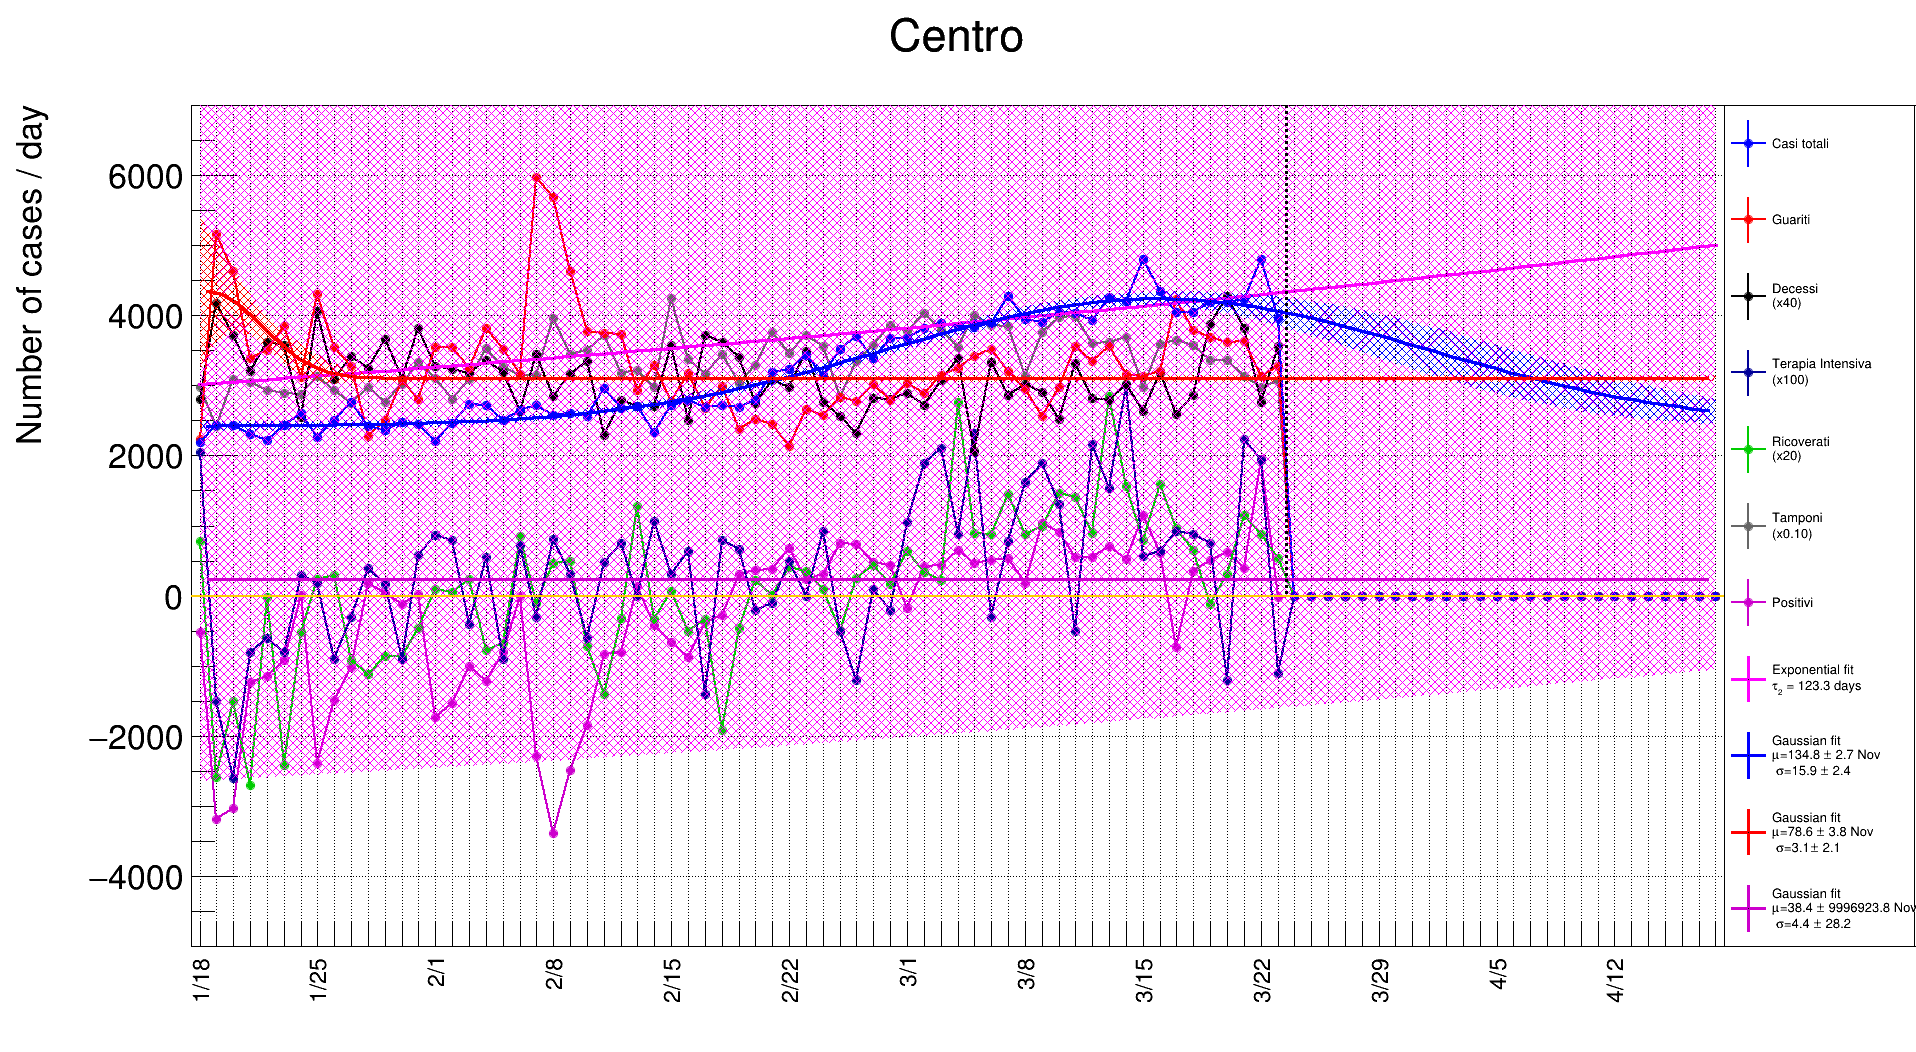 Centro
Number of cases / day
6000
4000
2000
0
−2000
−4000
1/18
1/25
2/1
2/8
2/15
2/22
3/1
3/8
3/15
3/22
3/29
4/5
4/12
Casi totali
Guariti
Decessi
(x40)
Terapia Intensiva
(x100)
Ricoverati
(x20)
Tamponi
(x0.10)
Positivi
Exponential fit
τ₂ = 123.3 days
Gaussian fit
μ=134.8 ± 2.7 Nov
σ=15.9 ± 2.4
Gaussian fit
μ=78.6 ± 3.8 Nov
σ=3.1± 2.1
Gaussian fit
μ=38.4 ± 9996923.8 Nov
σ=4.4 ± 28.2